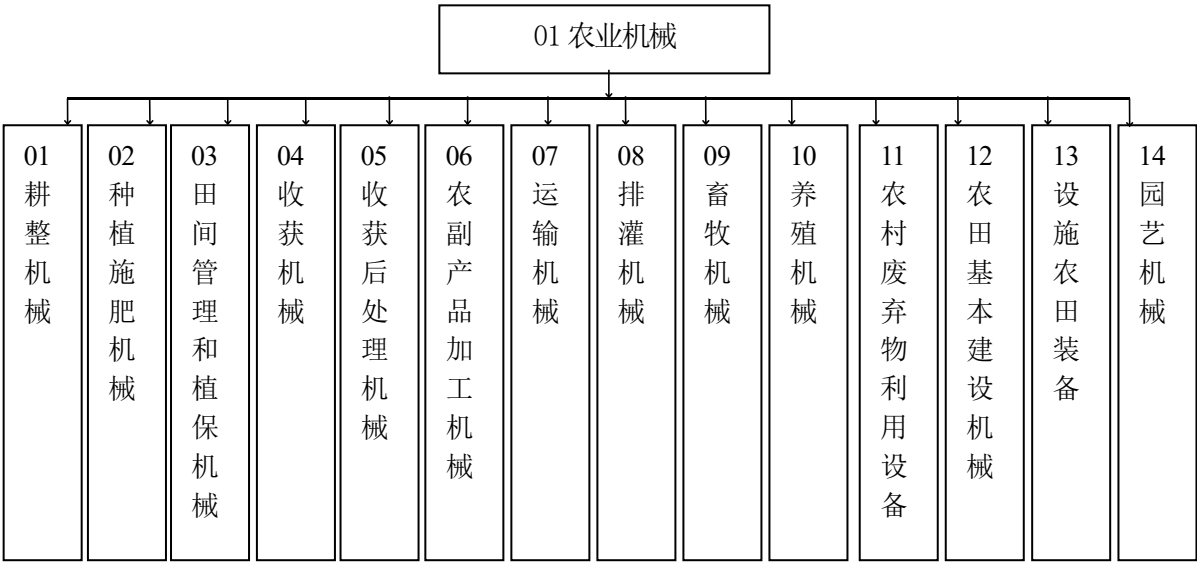 01 农业机械
01 耕整机械
02 种植施肥机械
03 田间管理和植保机械
04 收获机械
05 收获后处理机械
06 农副产品加工机械
07 运输机械
08 排灌机械
09 畜牧机械
10 养殖机械
11 农村废弃物利用设备
12 农田基本建设机械
13 设施农田装备
14 园艺机械